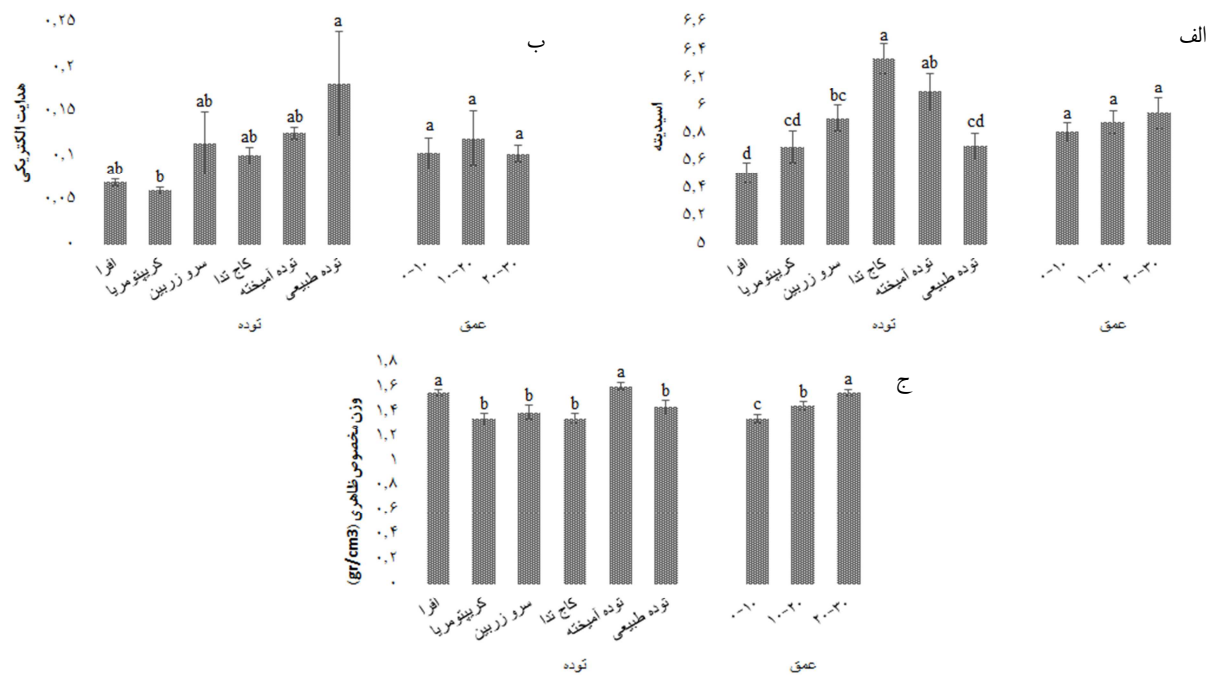 الف
اسیدیته
۶,۶
۶,۴
۶,۲
۶
۵,۸
۵,۶
۵,۴
۵,۲
۵
d
cd
bc
a
ab
cd
a
a
a
افرا
کریپتومریا
سرو زربین
کاج تدا
توده آمیخته
توده طبیعی
۰-۱۰
۱۰-۲۰
۲۰-۳۰
توده
عمق
ب
هدایت الکتریکی
۰,۲۵
۰,۲
۰,۱۵
۰,۱
۰,۰۵
۰
ab
b
ab
ab
ab
a
a
a
a
افرا
کریپتومریا
سرو زربین
کاج تدا
توده آمیخته
توده طبیعی
۰-۱۰
۱۰-۲۰
۲۰-۳۰
توده
عمق
ج
وزن مخصوص ظاهری (gr/cm3)
۱,۸
۱,۶
۱,۴
۱,۲
۱
۰,۸
۰,۶
۰,۴
۰,۲
۰
a
b
b
b
a
b
c
b
a
افرا
کریپتومریا
سرو زربین
کاج تدا
توده آمیخته
توده طبیعی
۰-۱۰
۱۰-۲۰
۲۰-۳۰
توده
عمق